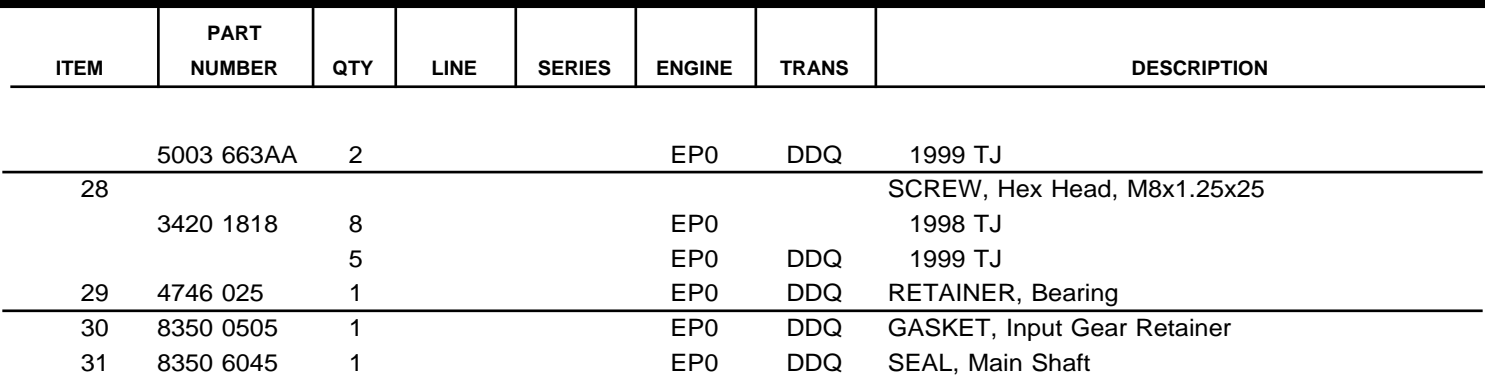 PART
ITEM NUMBER QTY LINE SERIES ENGINE TRANS DESCRIPTION
5003 663AA 2 EP0 DDQ 1999 TJ
28 SCREW, Hex Head, M8x1.25x25
3420 1818 8 EP0 1998 TJ
5 EP0 DDQ 1999 TJ
29 4746 025 1 EP0 DDQ RETAINER, Bearing
30 8350 0505 1 EP0 DDQ GASKET, Input Gear Retainer
31 8350 6045 1 EP0 DDQ SEAL, Main Shaft